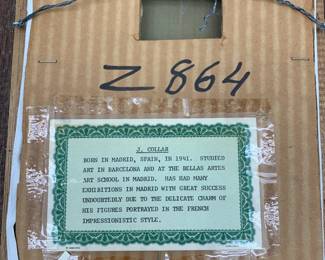 Z 864
J. COLLAR
BORN IN MADRID, SPAIN, IN 1941. STUDIED
ART IN BARCELONA AND AT THE BELLAS ARTES
ART SCHOOL IN MADRID. HAS HAD MANY
EXHIBITIONS IN MADRID WITH GREAT SUCCESS
UNDOUBTEDLY DUE TO THE DELICATE CHARM OF
HIS FIGURES PORTRAYED IN THE FRENCH
IMPRESSIONISTIC STYLE.